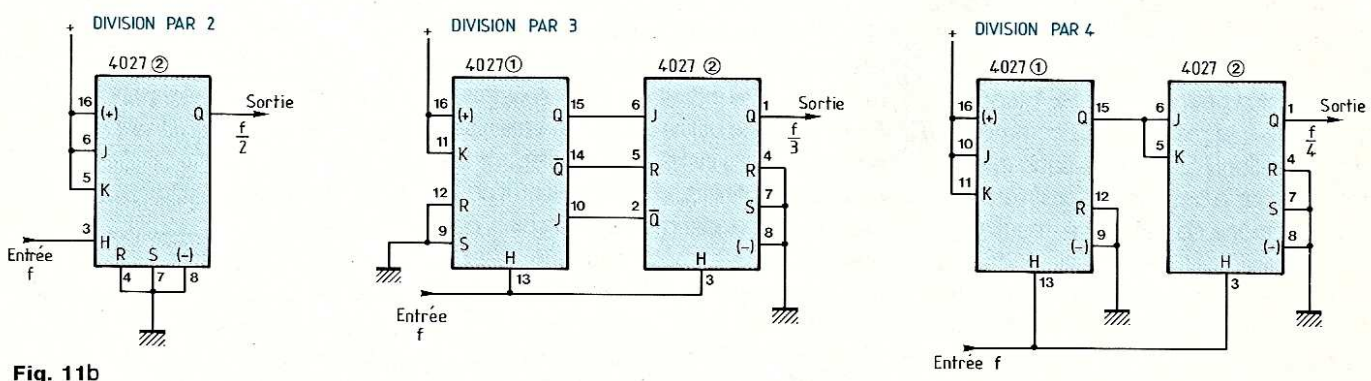 DIVISION PAR 2
+
4027 ②
16
(+)
Q
Sortie
f/2
6
J
5
K
3
H
Entrée
f
R
S
(-)
4
7
8
DIVISION PAR 3
+
4027 ①
4027 ②
16
(+)
Q
15
6
J
Q
1
Sortie
f/3
11
K
Q̅
14
5
R
R
4
12
R
J
10
2
Q̅
S
7
9
S
(-)
8
H
H
13
3
Entrée
f
DIVISION PAR 4
+
4027 ①
4027 ②
16
(+)
Q
15
6
J
Q
1
Sortie
f/4
10
J
5
K
R
4
11
K
R
12
S
7
(-)
9
(-)
8
H
H
13
3
Entrée f
Fig. 11b